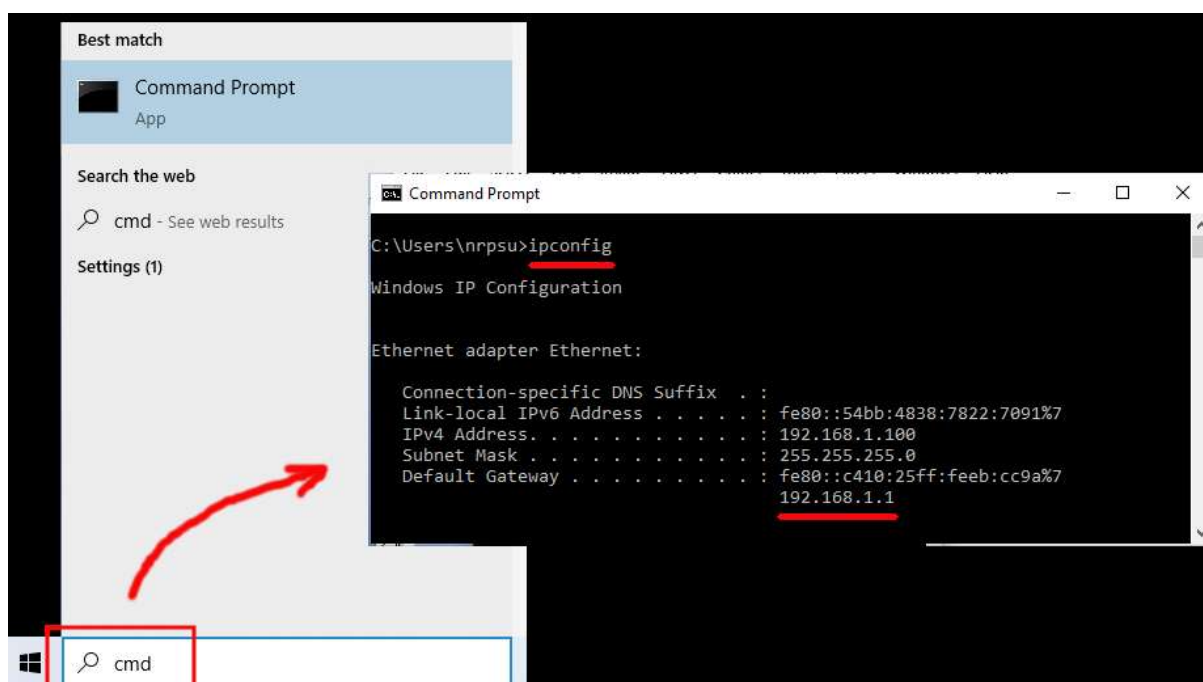 Best match
Command Prompt
App
Search the web
cmd - See web results
Settings (1)
cmd
Command Prompt
C:\Users\nrpsu>ipconfig
Windows IP Configuration
Ethernet adapter Ethernet:
Connection-specific DNS Suffix . :
Link-local IPv6 Address . . . . . : fe80::54bb:4838:7822:7091%7
IPv4 Address. . . . . . . . . . . : 192.168.1.100
Subnet Mask . . . . . . . . . . . : 255.255.255.0
Default Gateway . . . . . . . . . : fe80::c410:25ff:feeb:cc9a%7
192.168.1.1